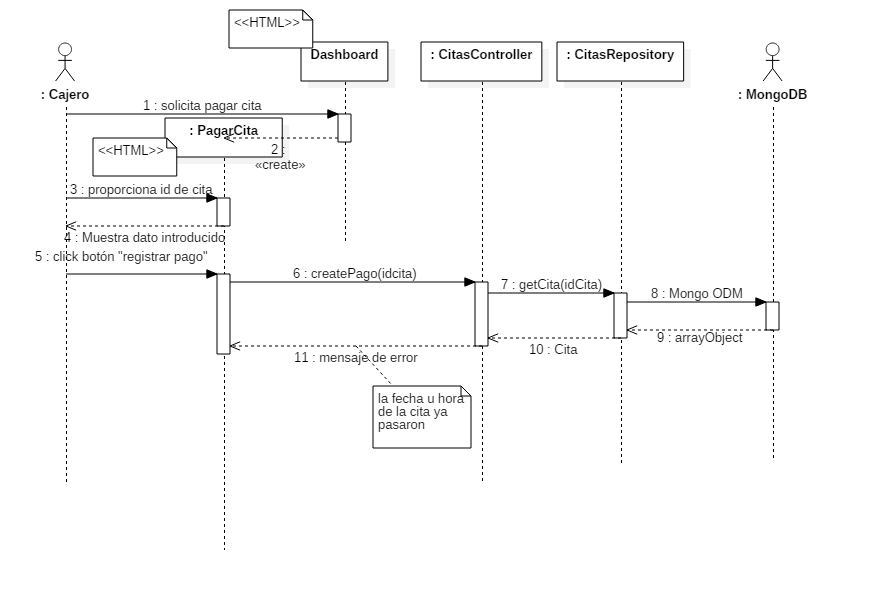 <<HTML>>
Dashboard
: CitasController
: CitasRepository
: Cajero
: MongoDB
1 : solicita pagar cita
: PagarCita
<<HTML>>
2 :
«create»
3 : proporciona id de cita
4 : Muestra dato introducido
5 : click botón "registrar pago"
6 : createPago(idcita)
7 : getCita(idCita)
8 : Mongo ODM
9 : arrayObject
10 : Cita
11 : mensaje de error
la fecha u hora
de la cita ya
pasaron